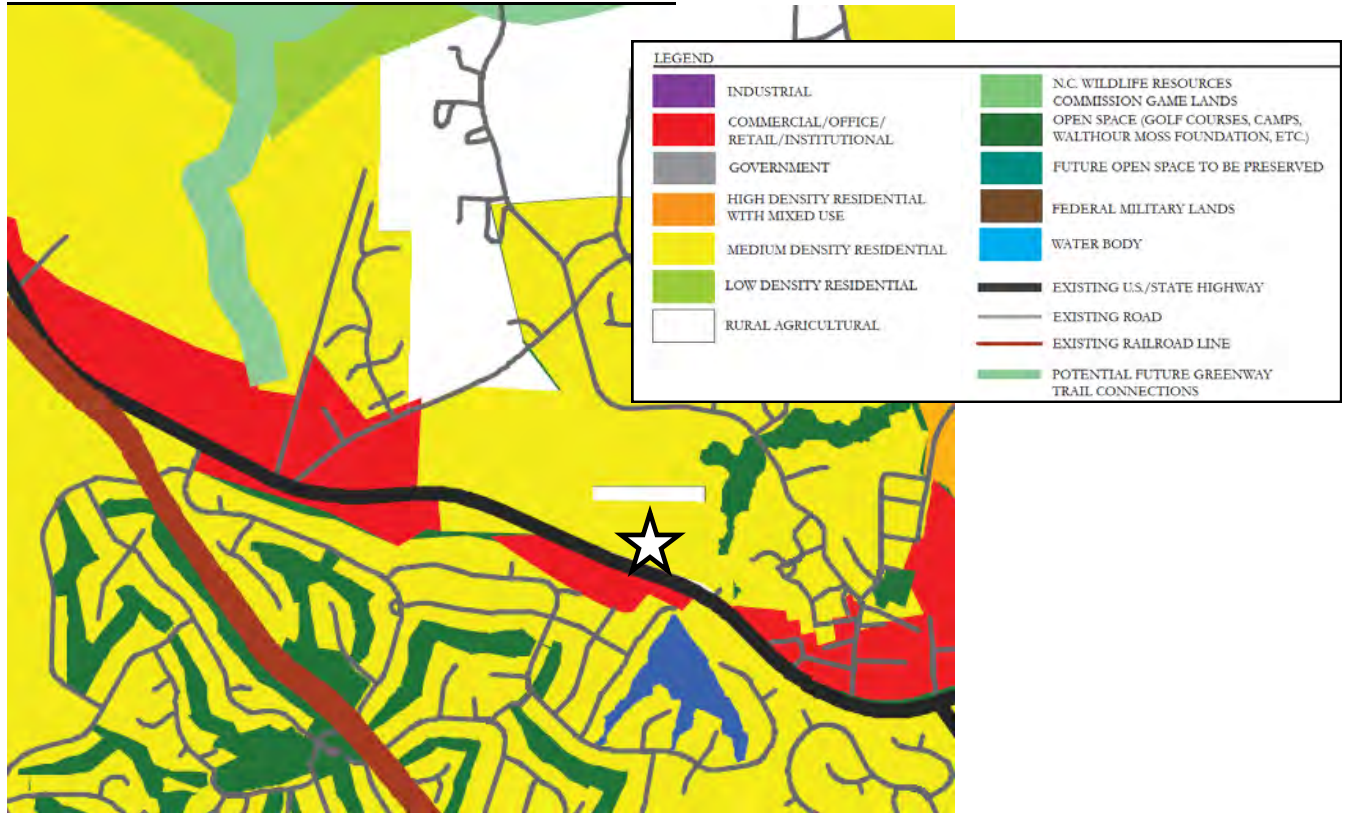 LEGEND
INDUSTRIAL
COMMERCIAL/OFFICE/
RETAIL/INSTITUTIONAL
GOVERNMENT
HIGH DENSITY RESIDENTIAL
WITH MIXED USE
MEDIUM DENSITY RESIDENTIAL
LOW DENSITY RESIDENTIAL
RURAL AGRICULTURAL
N.C. WILDLIFE RESOURCES
COMMISSION GAME LANDS
OPEN SPACE (GOLF COURSES, CAMPS,
WALTHOUR MOSS FOUNDATION, ETC.)
FUTURE OPEN SPACE TO BE PRESERVED
FEDERAL MILITARY LANDS
WATER BODY
EXISTING U.S./STATE HIGHWAY
EXISTING ROAD
EXISTING RAILROAD LINE
POTENTIAL FUTURE GREENWAY
TRAIL CONNECTIONS